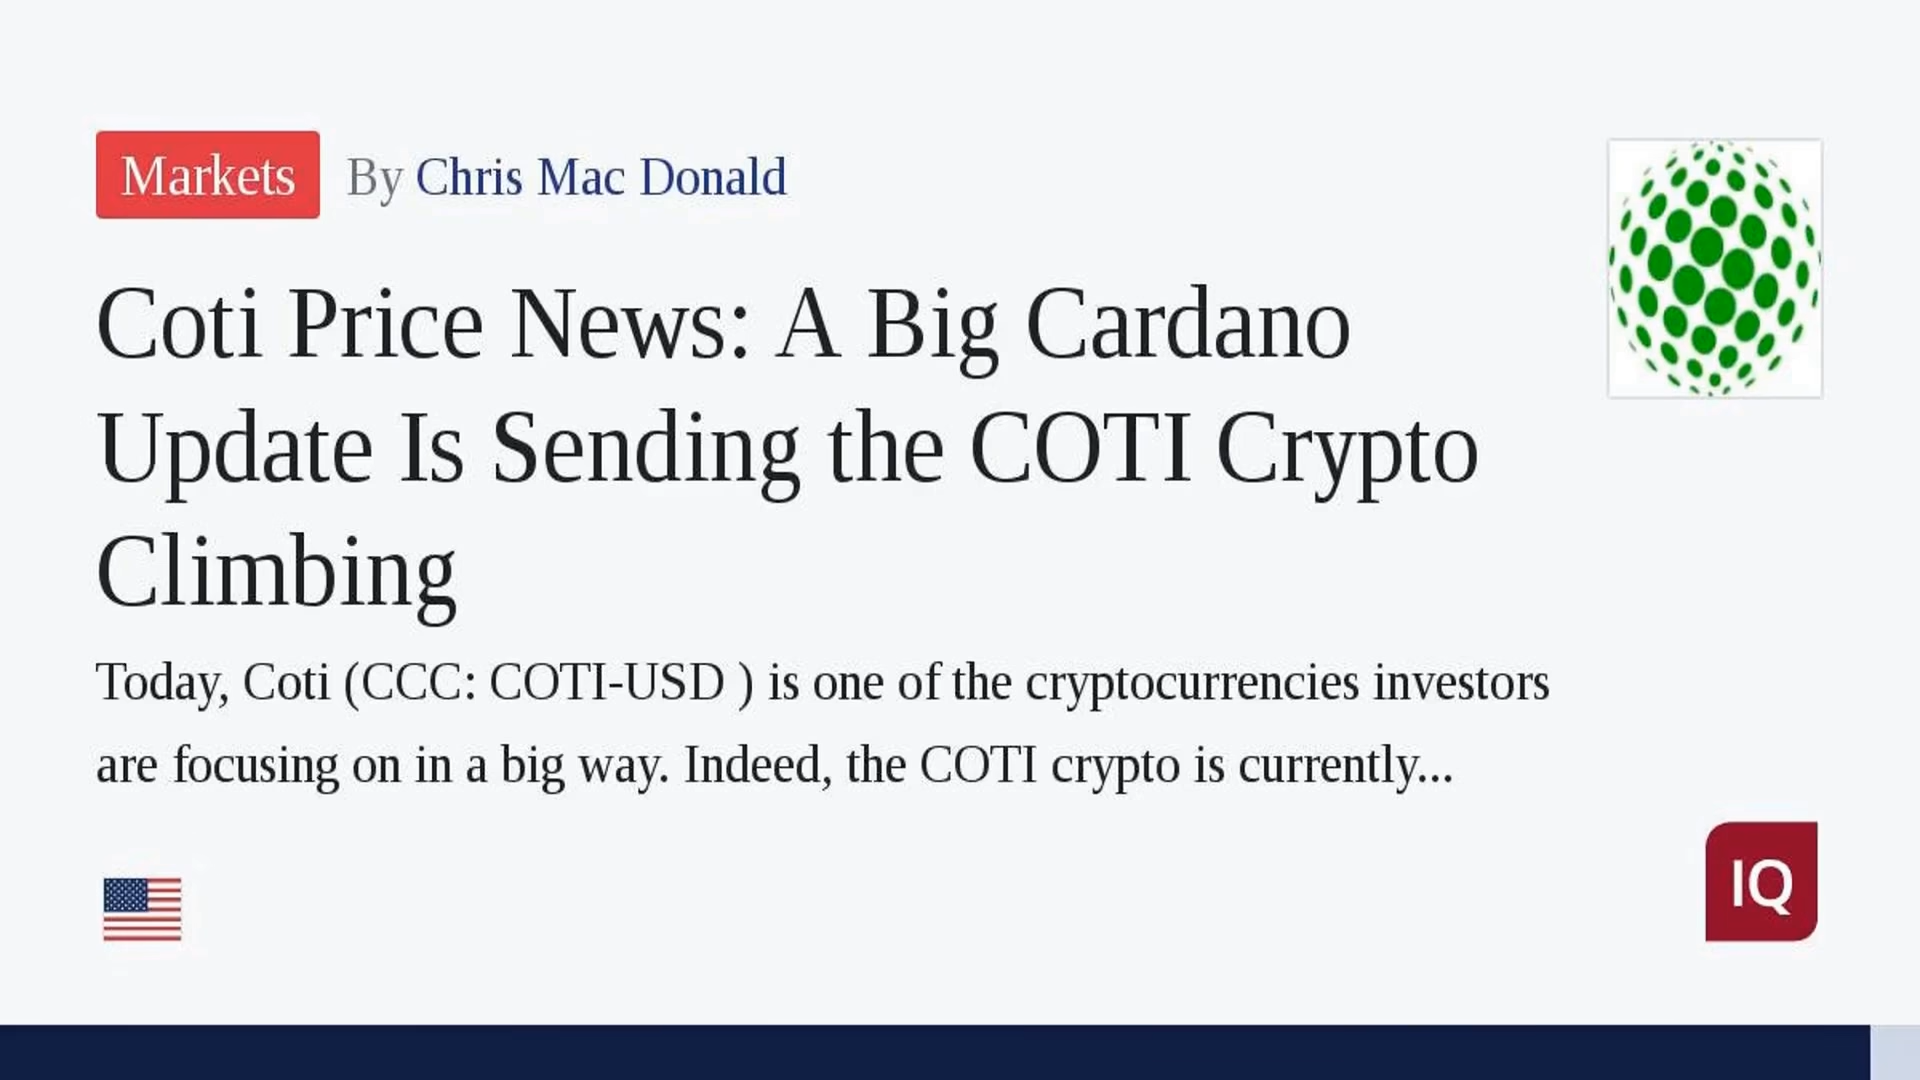 Markets By Chris Mac Donald
Coti Price News: A Big Cardano
Update Is Sending the COTI Crypto
Climbing
Today, Coti (CCC: COTI-USD ) is one of the cryptocurrencies investors
are focusing on in a big way. Indeed, the COTI crypto is currently...
IQ